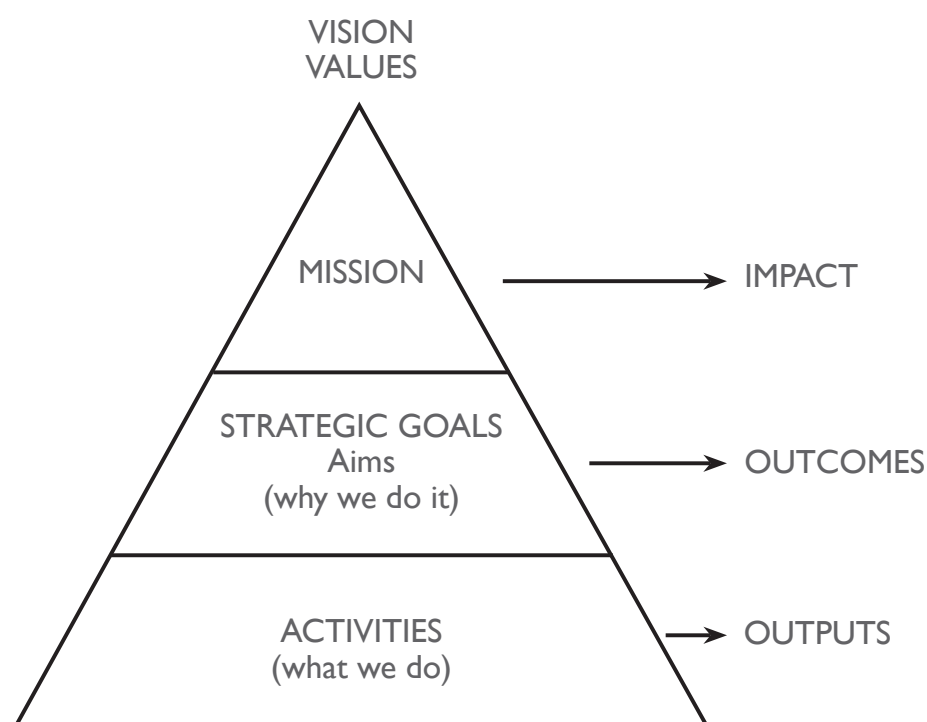 VISION
VALUES
MISSION
IMPACT
STRATEGIC GOALS
Aims
(why we do it)
OUTCOMES
ACTIVITIES
(what we do)
OUTPUTS